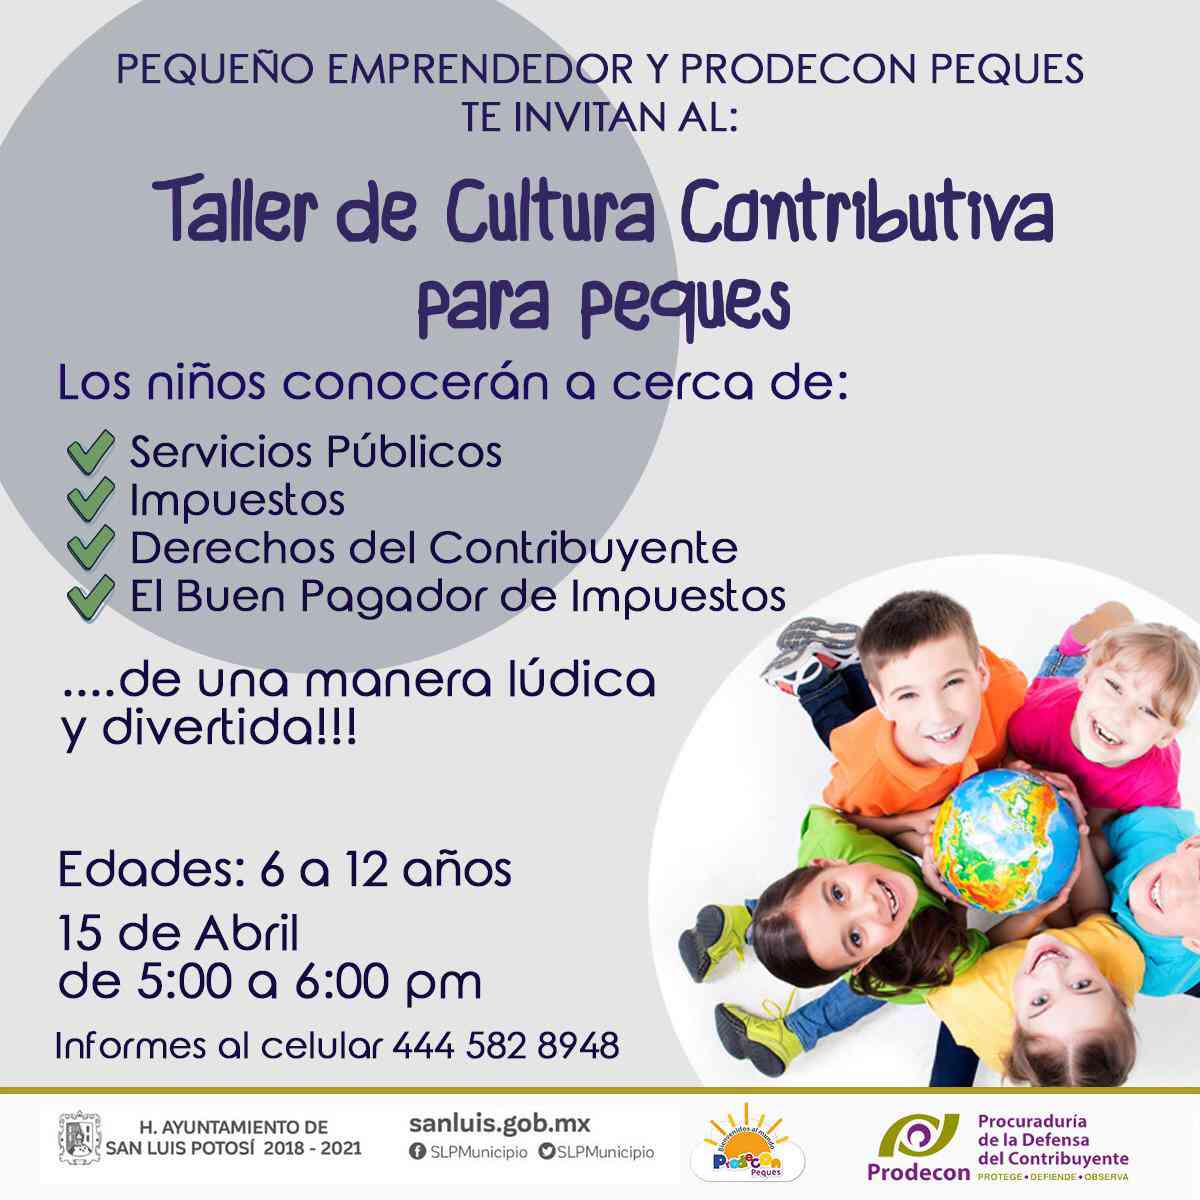 PEQUEÑO EMPRENDEDOR Y PRODECON PEQUES
TE INVITAN AL:
Taller de Cultura Contributiva
para peques
Los niños conocerán a cerca de:
Servicios Públicos
Impuestos
Derechos del Contribuyente
El Buen Pagador de Impuestos
....de una manera lúdica
y divertida!!!
Edades: 6 a 12 años
15 de Abril
de 5:00 a 6:00 pm
Informes al celular 444 582 8948
H. AYUNTAMIENTO DE
SAN LUIS POTOSÍ 2018 - 2021
sanluis.gob.mx
SLPMunicipio SLPMunicipio
Bienvenidos al mundo
Prodecon
Peques
Prodecon
Procuraduría
de la Defensa
del Contribuyente
PROTEGE • DEFIENDE • OBSERVA